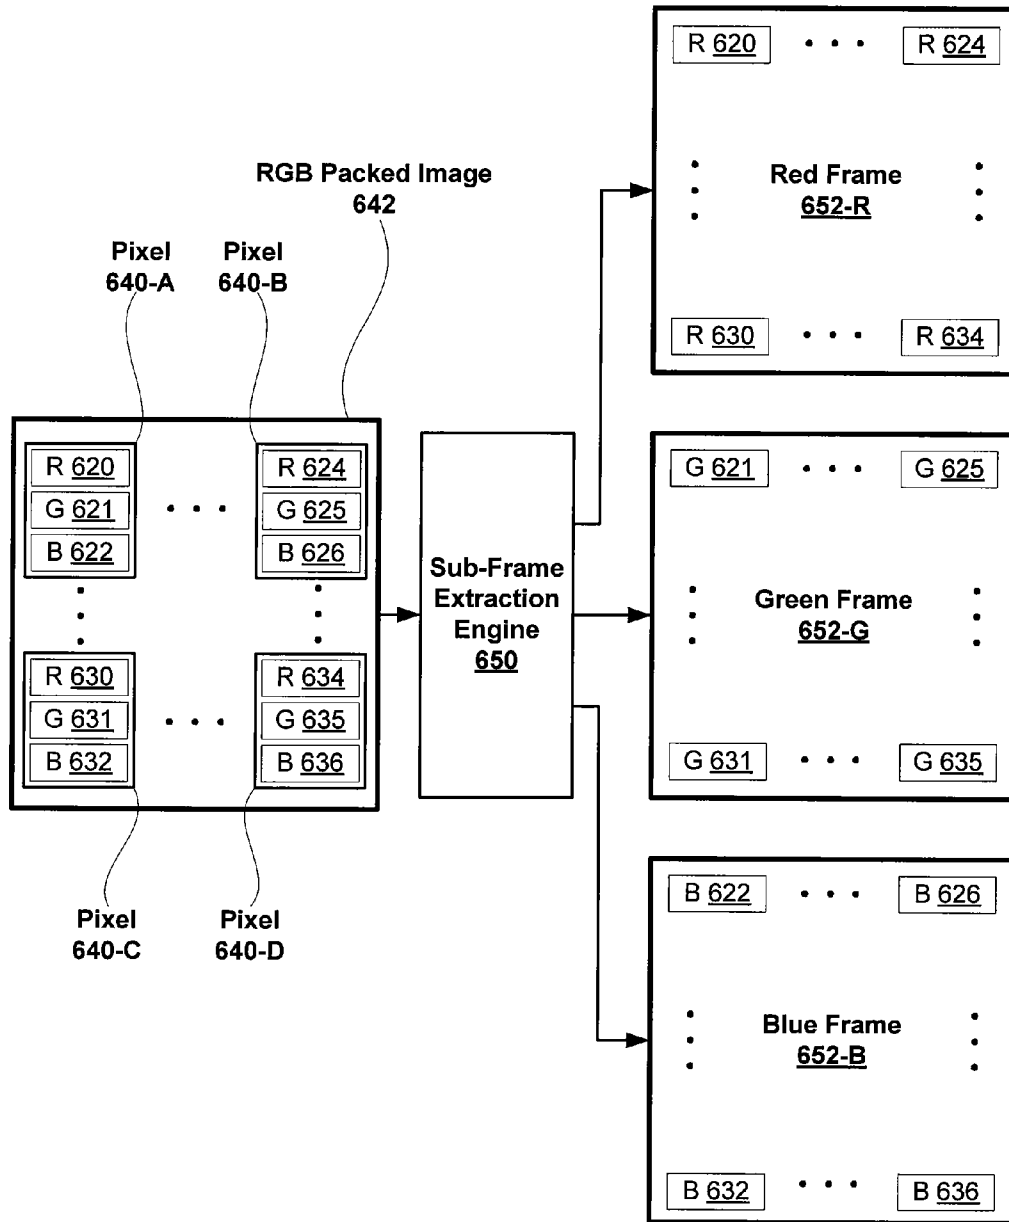 RGB Packed Image
642
Pixel
640-A
Pixel
640-B
R 620
G 621
B 622
R 624
G 625
B 626
R 630
G 631
B 632
R 634
G 635
B 636
Pixel
640-C
Pixel
640-D
Sub-Frame
Extraction
Engine
650
R 620
R 624
Red Frame
652-R
R 630
R 634
G 621
G 625
Green Frame
652-G
G 631
G 635
B 622
B 626
Blue Frame
652-B
B 632
B 636